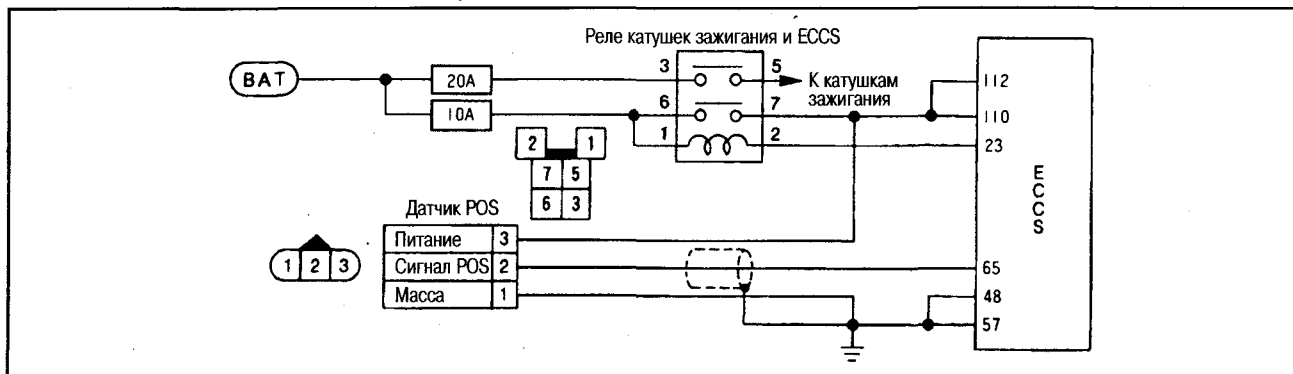 Реле катушек зажигания и ECCS
BAT
20A
10A
3
5
К катушкам
зажигания
6
7
1
2
112
110
23
ECCS
2
1
7
5
6
3
Датчик POS
1
2
3
Питание
3
Сигнал POS
2
Масса
1
65
48
57